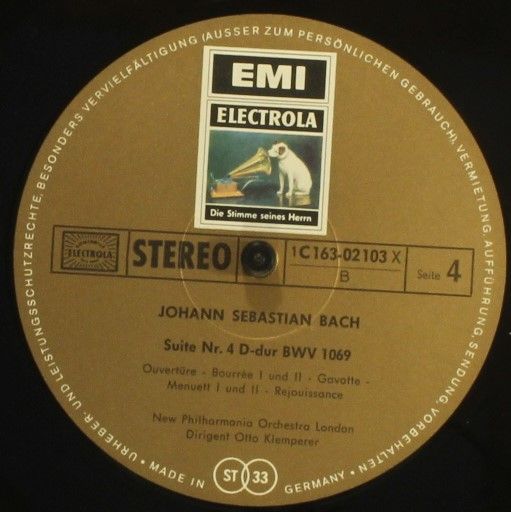 URHEBER- UND LEISTUNGSSCHUTZRECHTE, BESONDERS VERVIELFÄLTIGUNG (AUSSER ZUM PERSÖNLICHEN GEBRAUCH), VERMIETUNG, AUFFÜHRUNG, SENDUNG, VORBEHALTEN
EMI
ELECTROLA
Die Stimme seines Herrn
ELECTROLA
STEREO
1C163-02103 X
B
Seite 4
JOHANN SEBASTIAN BACH
Suite Nr. 4 D-dur BWV 1069
Ouvertüre - Bourrée I und II - Gavotte -
Menuett I und II - Rejouissance
New Philharmonia Orchestra London
Dirigent Otto Klemperer
MADE IN GERMANY
ST 33